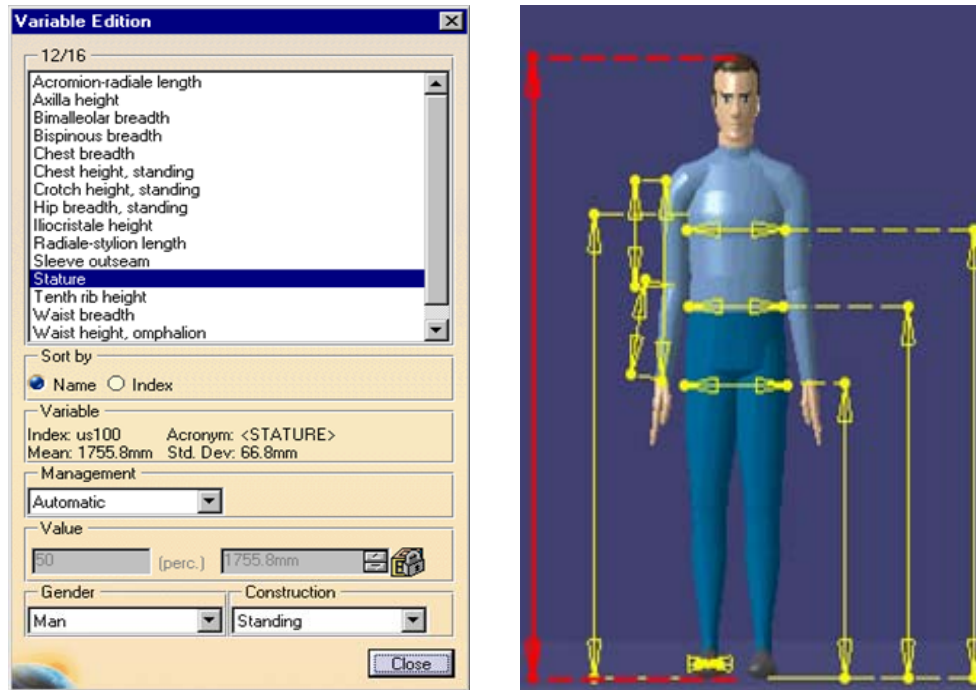 Variable Edition
12/16
Acromion-radiale length
Axilla height
Bimalleolar breadth
Bispinous breadth
Chest breadth
Chest height, standing
Crotch height, standing
Hip breadth, standing
Iliocristale height
Radiale-stylion length
Sleeve outseam
Stature
Tenth rib height
Waist breadth
Waist height, omphalion
Sort by
Name Index
Variable
Index: us100 Acronym: <STATURE>
Mean: 1755.8mm Std. Dev: 66.8mm
Management
Automatic
Value
50 (perc.) 1755.8mm
Gender Construction
Man Standing
Close